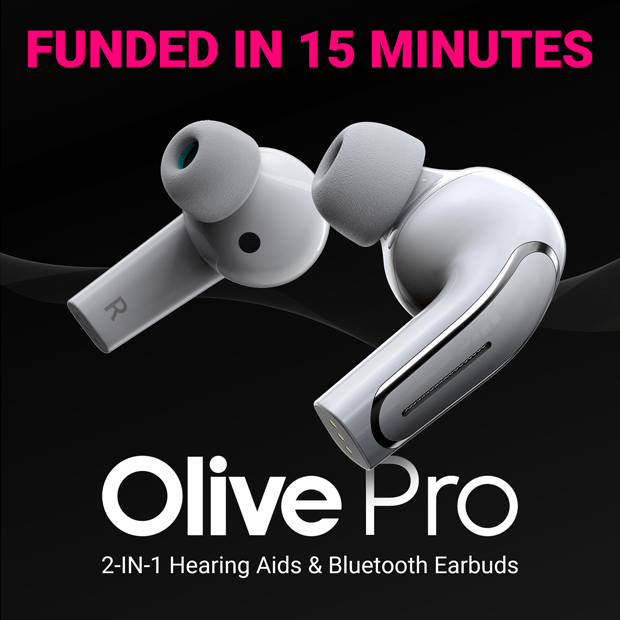 FUNDED IN 15 MINUTES
R
Olive Pro
2-IN-1 Hearing Aids & Bluetooth Earbuds